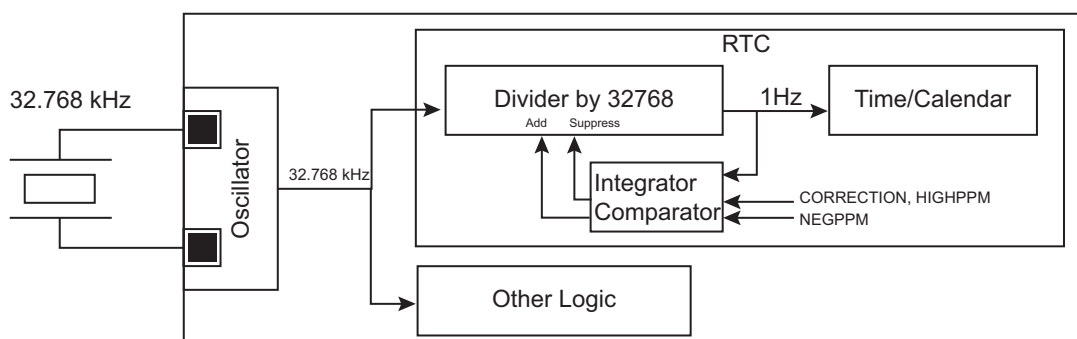 RTC
32.768 kHz
Divider by 32768
Add Suppress
1Hz
Time/Calendar
Oscillator
32.768 kHz
Integrator
Comparator
CORRECTION, HIGHPPM
NEGPPM
Other Logic